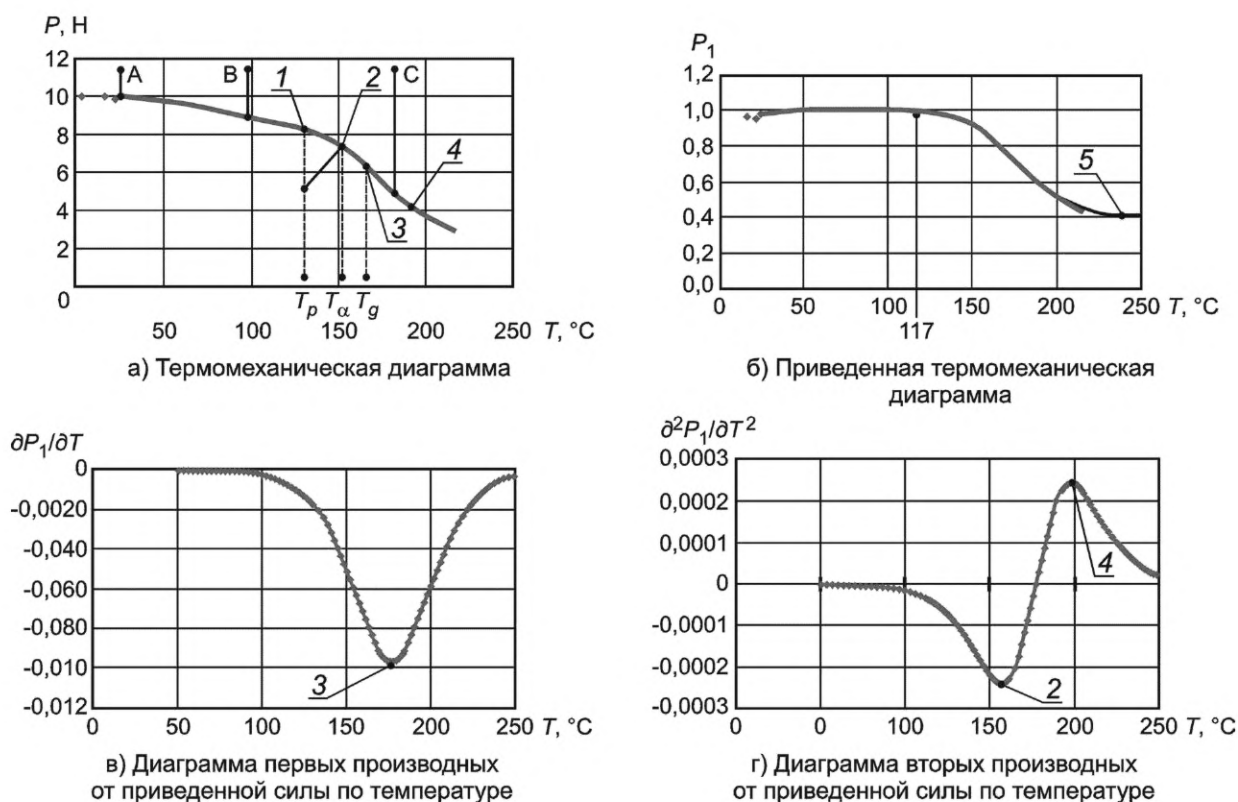 P, Н
12
10
8
6
4
2
0
A
B
C
1
2
3
4
T_p T_α T_g
50 100 150 200 250 T, °C
а) Термомеханическая диаграмма
P₁
1,2
1,0
0,8
0,6
0,4
1,2
0,0
5
0 50 100 150 200 250 T, °C
117
б) Приведенная термомеханическая
диаграмма
∂P₁/∂T
0
-0,0020
-0,040
-0,060
-0,080
-0,010
-0,012
3
0 50 100 150 200 250 T, °C
в) Диаграмма первых производных
от приведенной силы по температуре
∂²P₁/∂T²
0,0003
0,0002
0,0001
0
-0,0001
-0,0002
-0,0003
4
2
0 0 100 150 200 250 T, °C
г) Диаграмма вторых производных
от приведенной силы по температуре